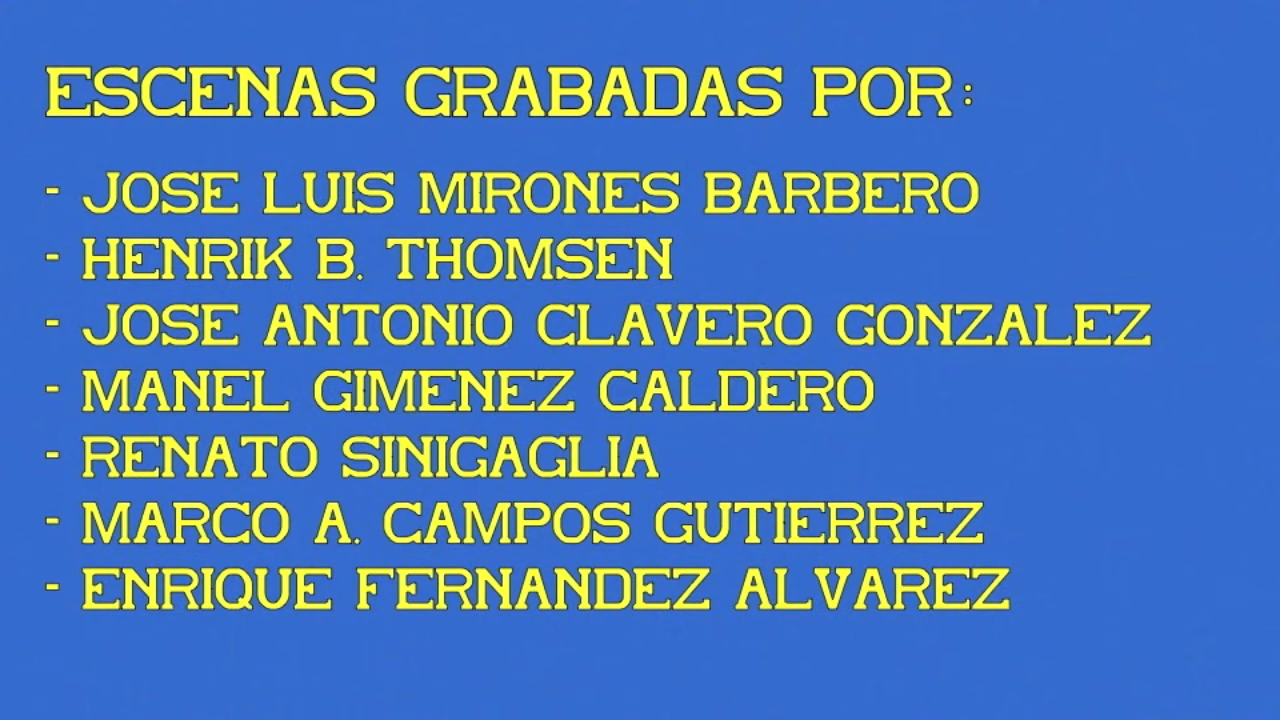 ESCENAS GRABADAS POR:
- JOSE LUIS MIRONES BARBERO
- HENRIK B. THOMSEN
- JOSE ANTONIO CLAVERO GONZALEZ
- MANEL GIMENEZ CALDERO
- RENATO SINIGAGLIA
- MARCO A. CAMPOS GUTIERREZ
- ENRIQUE FERNANDEZ ALVAREZ